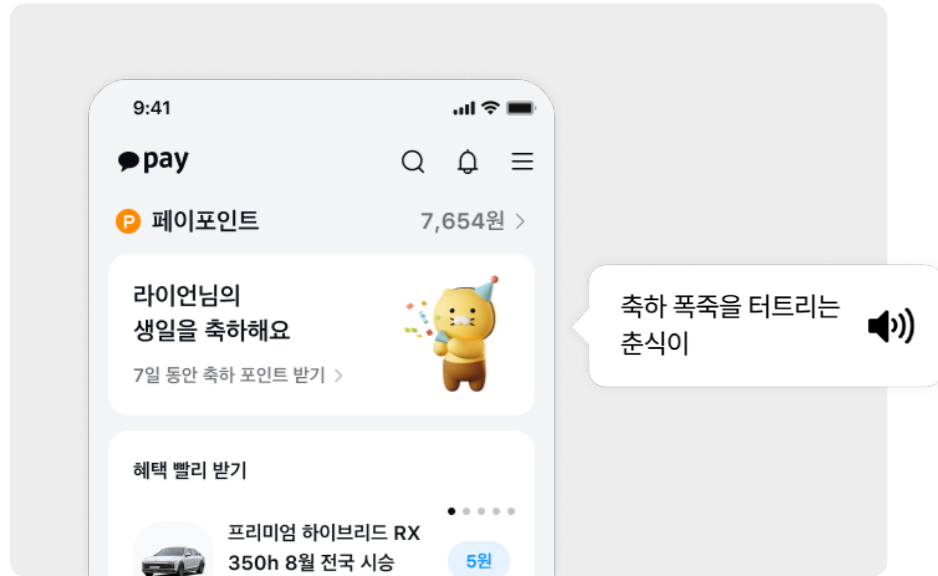 9:41
pay
P 페이포인트 7,654원
라이언님의
생일을 축하해요
7일 동안 축하 포인트 받기
축하 폭죽을 터트리는
춘식이
혜택 빨리 받기
프리미엄 하이브리드 RX
350h 8월 전국 시승
5원